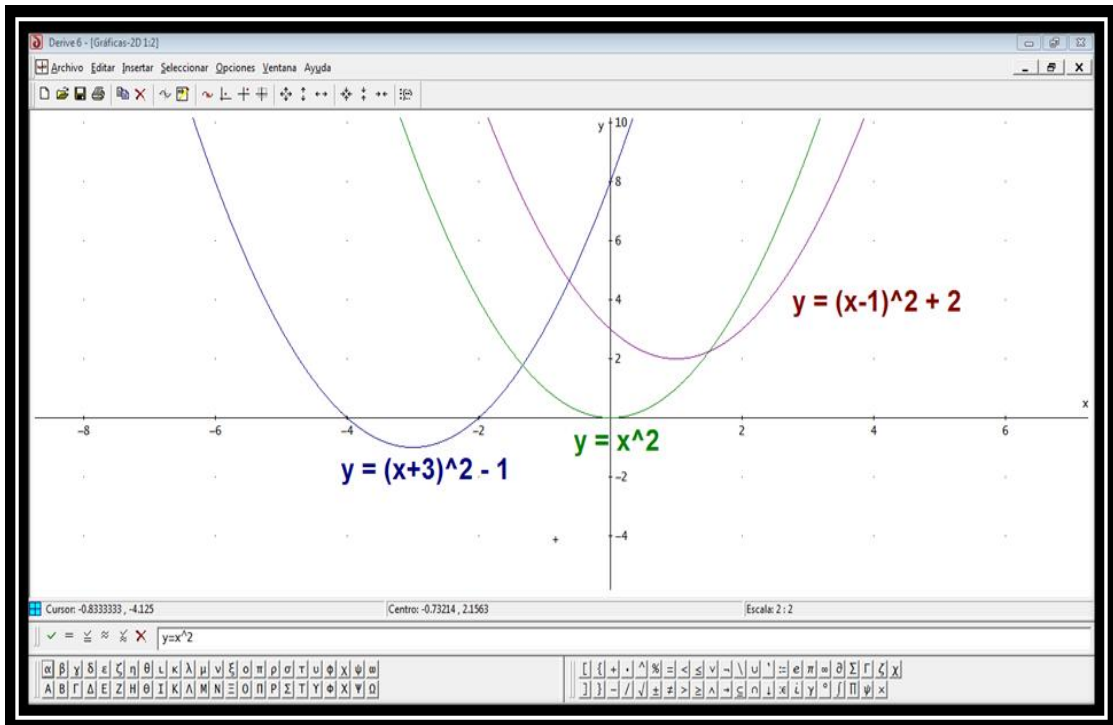 Derive 6 - [Gráficas-2D 1:2]
Archivo Editar Insertar Seleccionar Opciones Ventana Ayuda
y 10
8
6
4
2
-2
-4
x
-8 -6 -4 -2 2 4 6
y = (x-1)^2 + 2
y = x^2
y = (x+3)^2 - 1
Cursor: -0.8333333 , -4.125 Centro: -0.73214 , 2.1563 Escala: 2 : 2
y=x^2
α β γ δ ε ζ η θ ι κ λ μ ν ξ ο π ρ σ τ υ φ χ ψ ω
Α Β Γ Δ Ε Ζ Η Θ Ι Κ Λ Μ Ν Ξ Ο Π Ρ Σ Τ Υ Φ Χ Ψ Ω